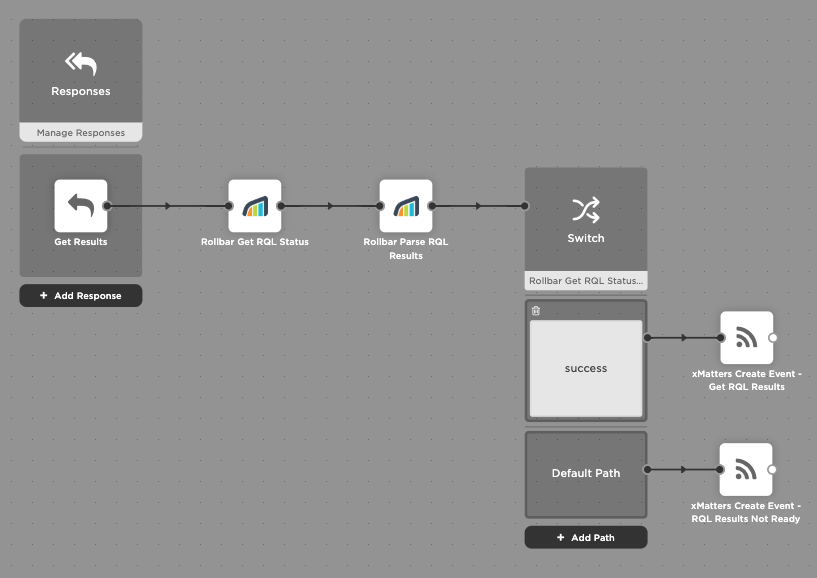 Responses
Manage Responses
Get Results
+ Add Response
Rollbar Get RQL Status
Rollbar Parse RQL
Results
Switch
Rollbar Get RQL Status...
success
xMatters Create Event -
Get RQL Results
Default Path
xMatters Create Event -
RQL Results Not Ready
+ Add Path